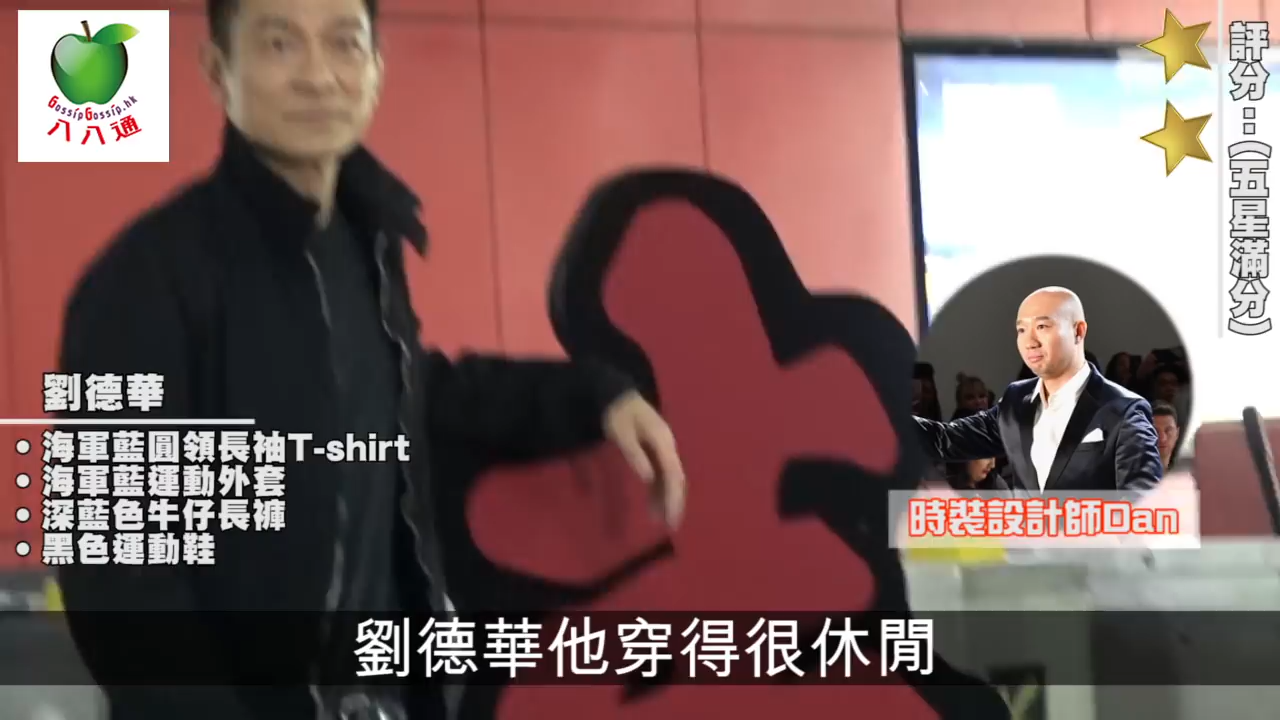 GossipGossip.hk
八八通
評分：(五星滿分)
劉德華
• 海軍藍圓領長袖T-shirt
• 海軍藍運動外套
• 深藍色牛仔長褲
• 黑色運動鞋
時裝設計師Dan
劉德華他穿得很休閒